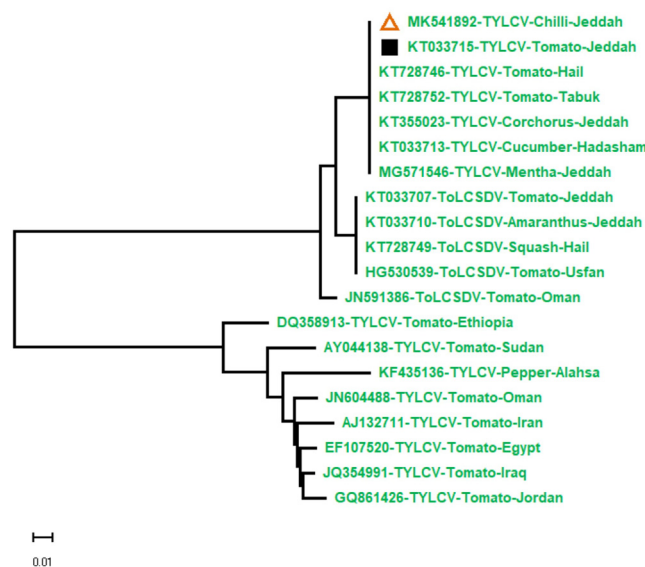 MK541892-TYLCV-Chilli-Jeddah
KT033715-TYLCV-Tomato-Jeddah
KT728746-TYLCV-Tomato-Hail
KT728752-TYLCV-Tomato-Tabuk
KT355023-TYLCV-Corchorus-Jeddah
KT033713-TYLCV-Cucumber-Hadasham
MG571546-TYLCV-Mentha-Jeddah
KT033707-ToLCSDV-Tomato-Jeddah
KT033710-ToLCSDV-Amaranthus-Jeddah
KT728749-ToLCSDV-Squash-Hail
HG530539-ToLCSDV-Tomato-Usfan
JN591386-ToLCSDV-Tomato-Oman
DQ358913-TYLCV-Tomato-Ethiopia
AY044138-TYLCV-Tomato-Sudan
KF435136-TYLCV-Pepper-Alahsa
JN604488-TYLCV-Tomato-Oman
AJ132711-TYLCV-Tomato-Iran
EF107520-TYLCV-Tomato-Egypt
JQ354991-TYLCV-Tomato-Iraq
GQ861426-TYLCV-Tomato-Jordan
0.01